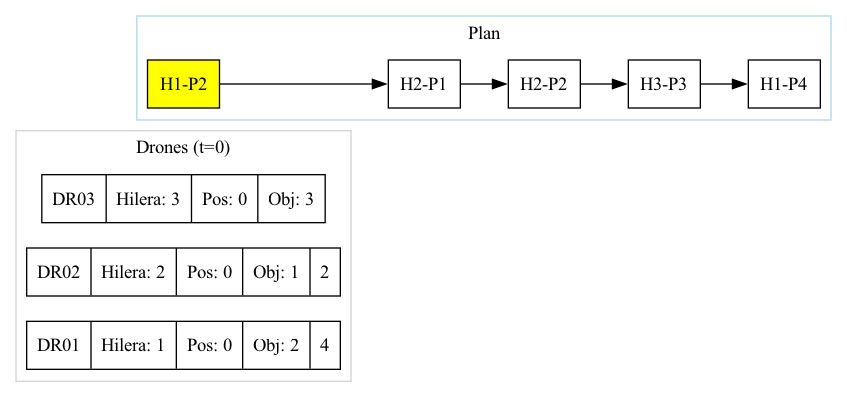 Plan
H1-P2 H2-P1 H2-P2 H3-P3 H1-P4
Drones (t=0)
DR03 Hilera: 3 Pos: 0 Obj: 3
DR02 Hilera: 2 Pos: 0 Obj: 1 2
DR01 Hilera: 1 Pos: 0 Obj: 2 4